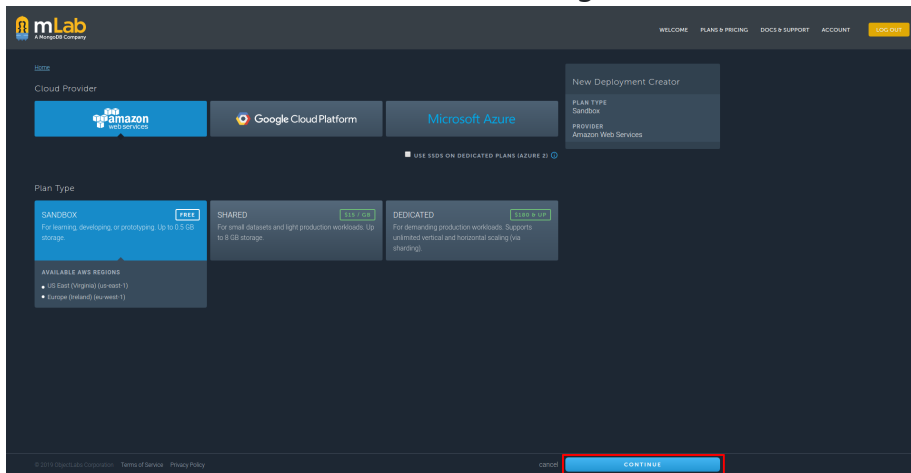 mLab
A MongoDB Company
WELCOME PLANS & PRICING DOCS & SUPPORT ACCOUNT LOG OUT
Home
Cloud Provider
amazon
web services
Google Cloud Platform
Microsoft Azure
USE SSDS ON DEDICATED PLANS (AZURE 2)
New Deployment Creator
PLAN TYPE
Sandbox
PROVIDER
Amazon Web Services
Plan Type
SANDBOX FREE
For learning, developing, or prototyping. Up to 0.5 GB
storage.
SHARED $15 / GB
For small datasets and light production workloads. Up
to 8 GB storage.
DEDICATED $180 & UP
For demanding production workloads. Supports
unlimited vertical and horizontal scaling (via
sharding).
AVAILABLE AWS REGIONS
US East (Virginia) (us-east-1)
Europe (Ireland) (eu-west-1)
© 2019 ObjectLabs Corporation Terms of Service Privacy Policy
cancel CONTINUE